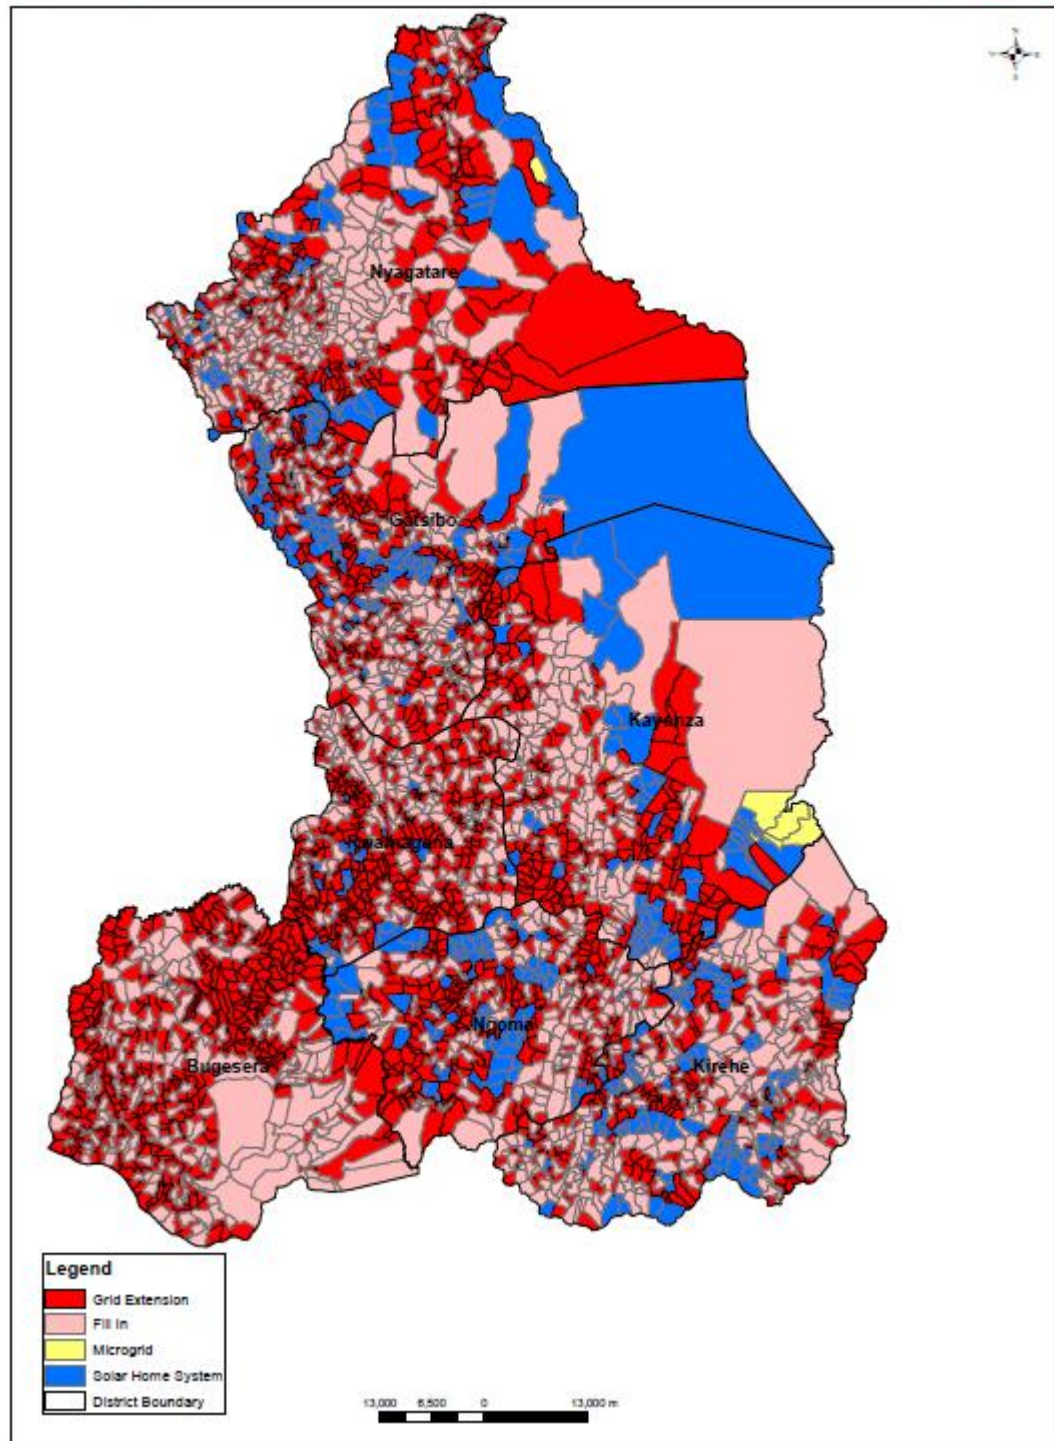 Nyagatare
Gatsibo
Kayonza
Rwamagana
Ngoma
Bugesera
Kirehe
Legend
Grid Extension
Fill In
Microgrid
Solar Home System
District Boundary
13,000 6,500 0 13,000 m